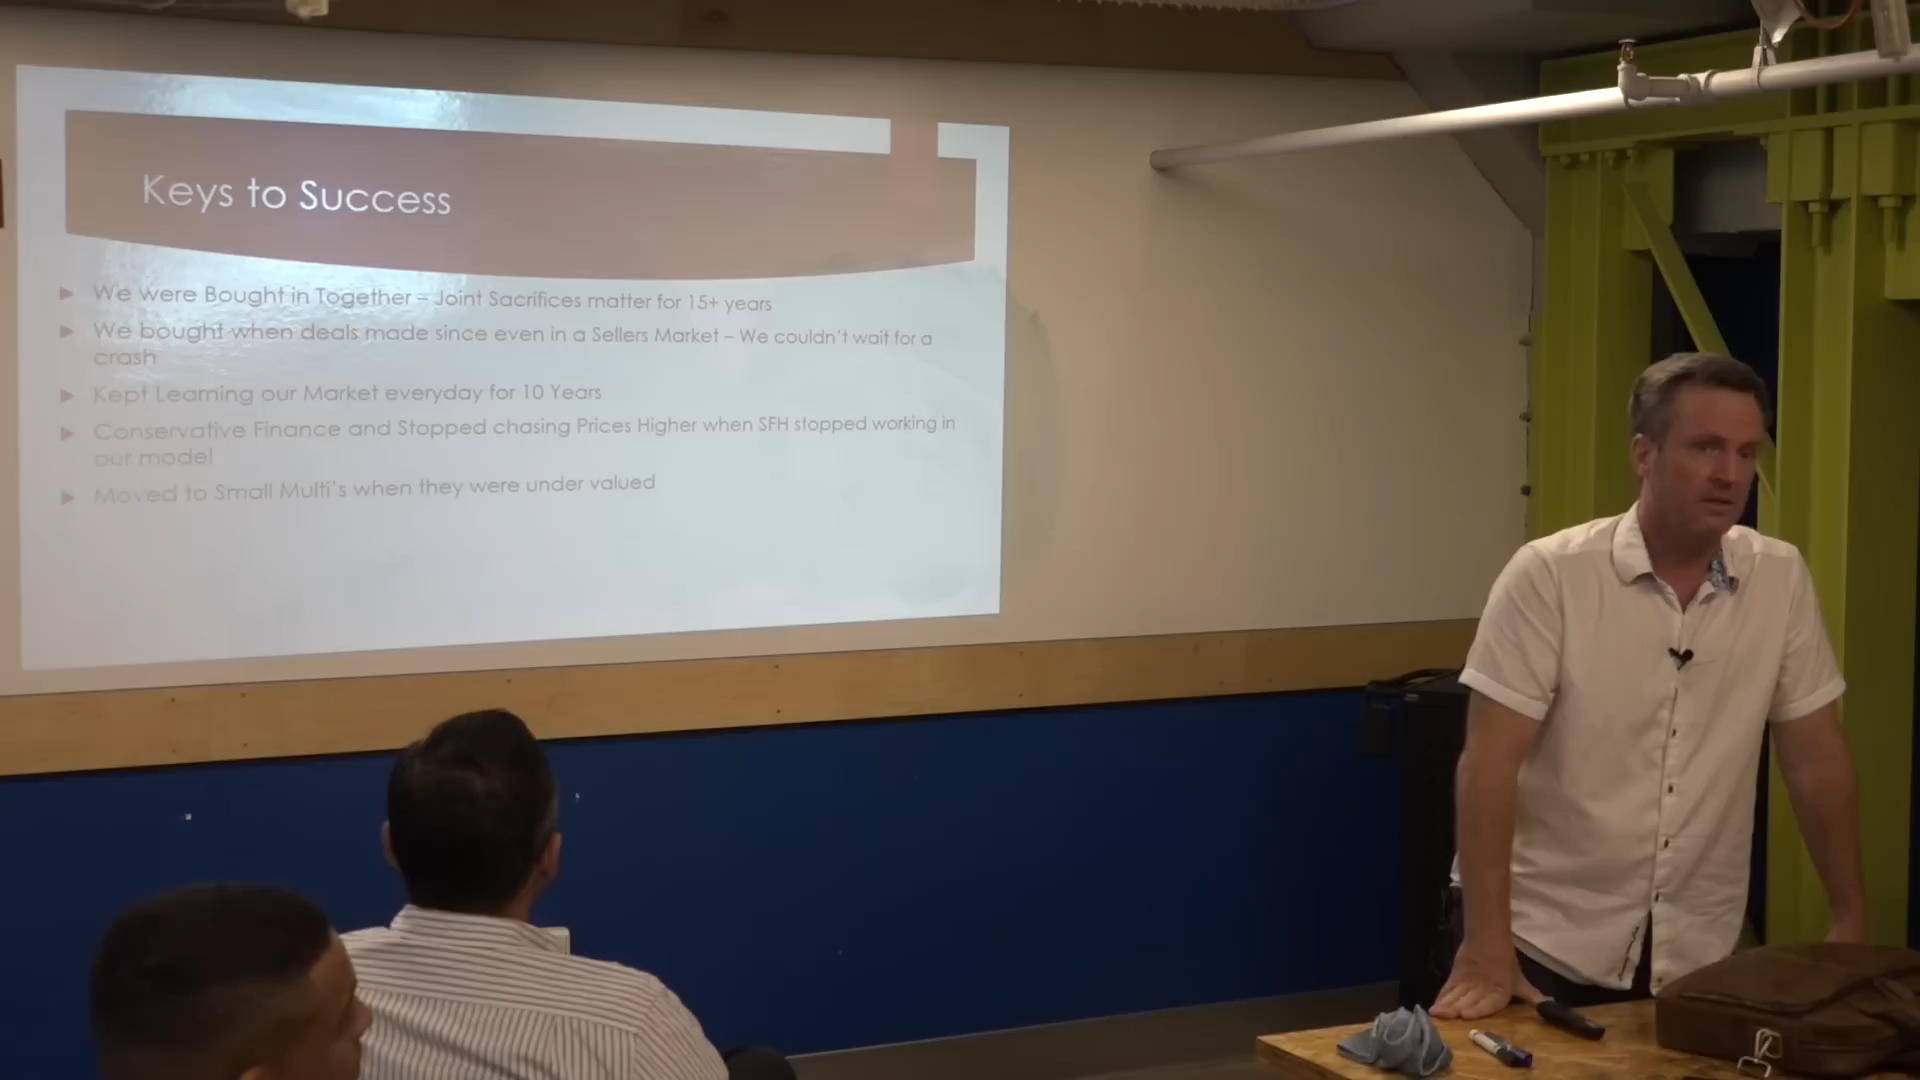 Keys to Success
We were Bought in Together – Joint Sacrifices matter for 15+ years
We bought when deals made since even in a Sellers Market – We couldn't wait for a
crash
Kept Learning our Market everyday for 10 Years
Conservative Finance and Stopped chasing Prices Higher when SFH stopped working in
our model
Moved to Small Multi's when they were under valued